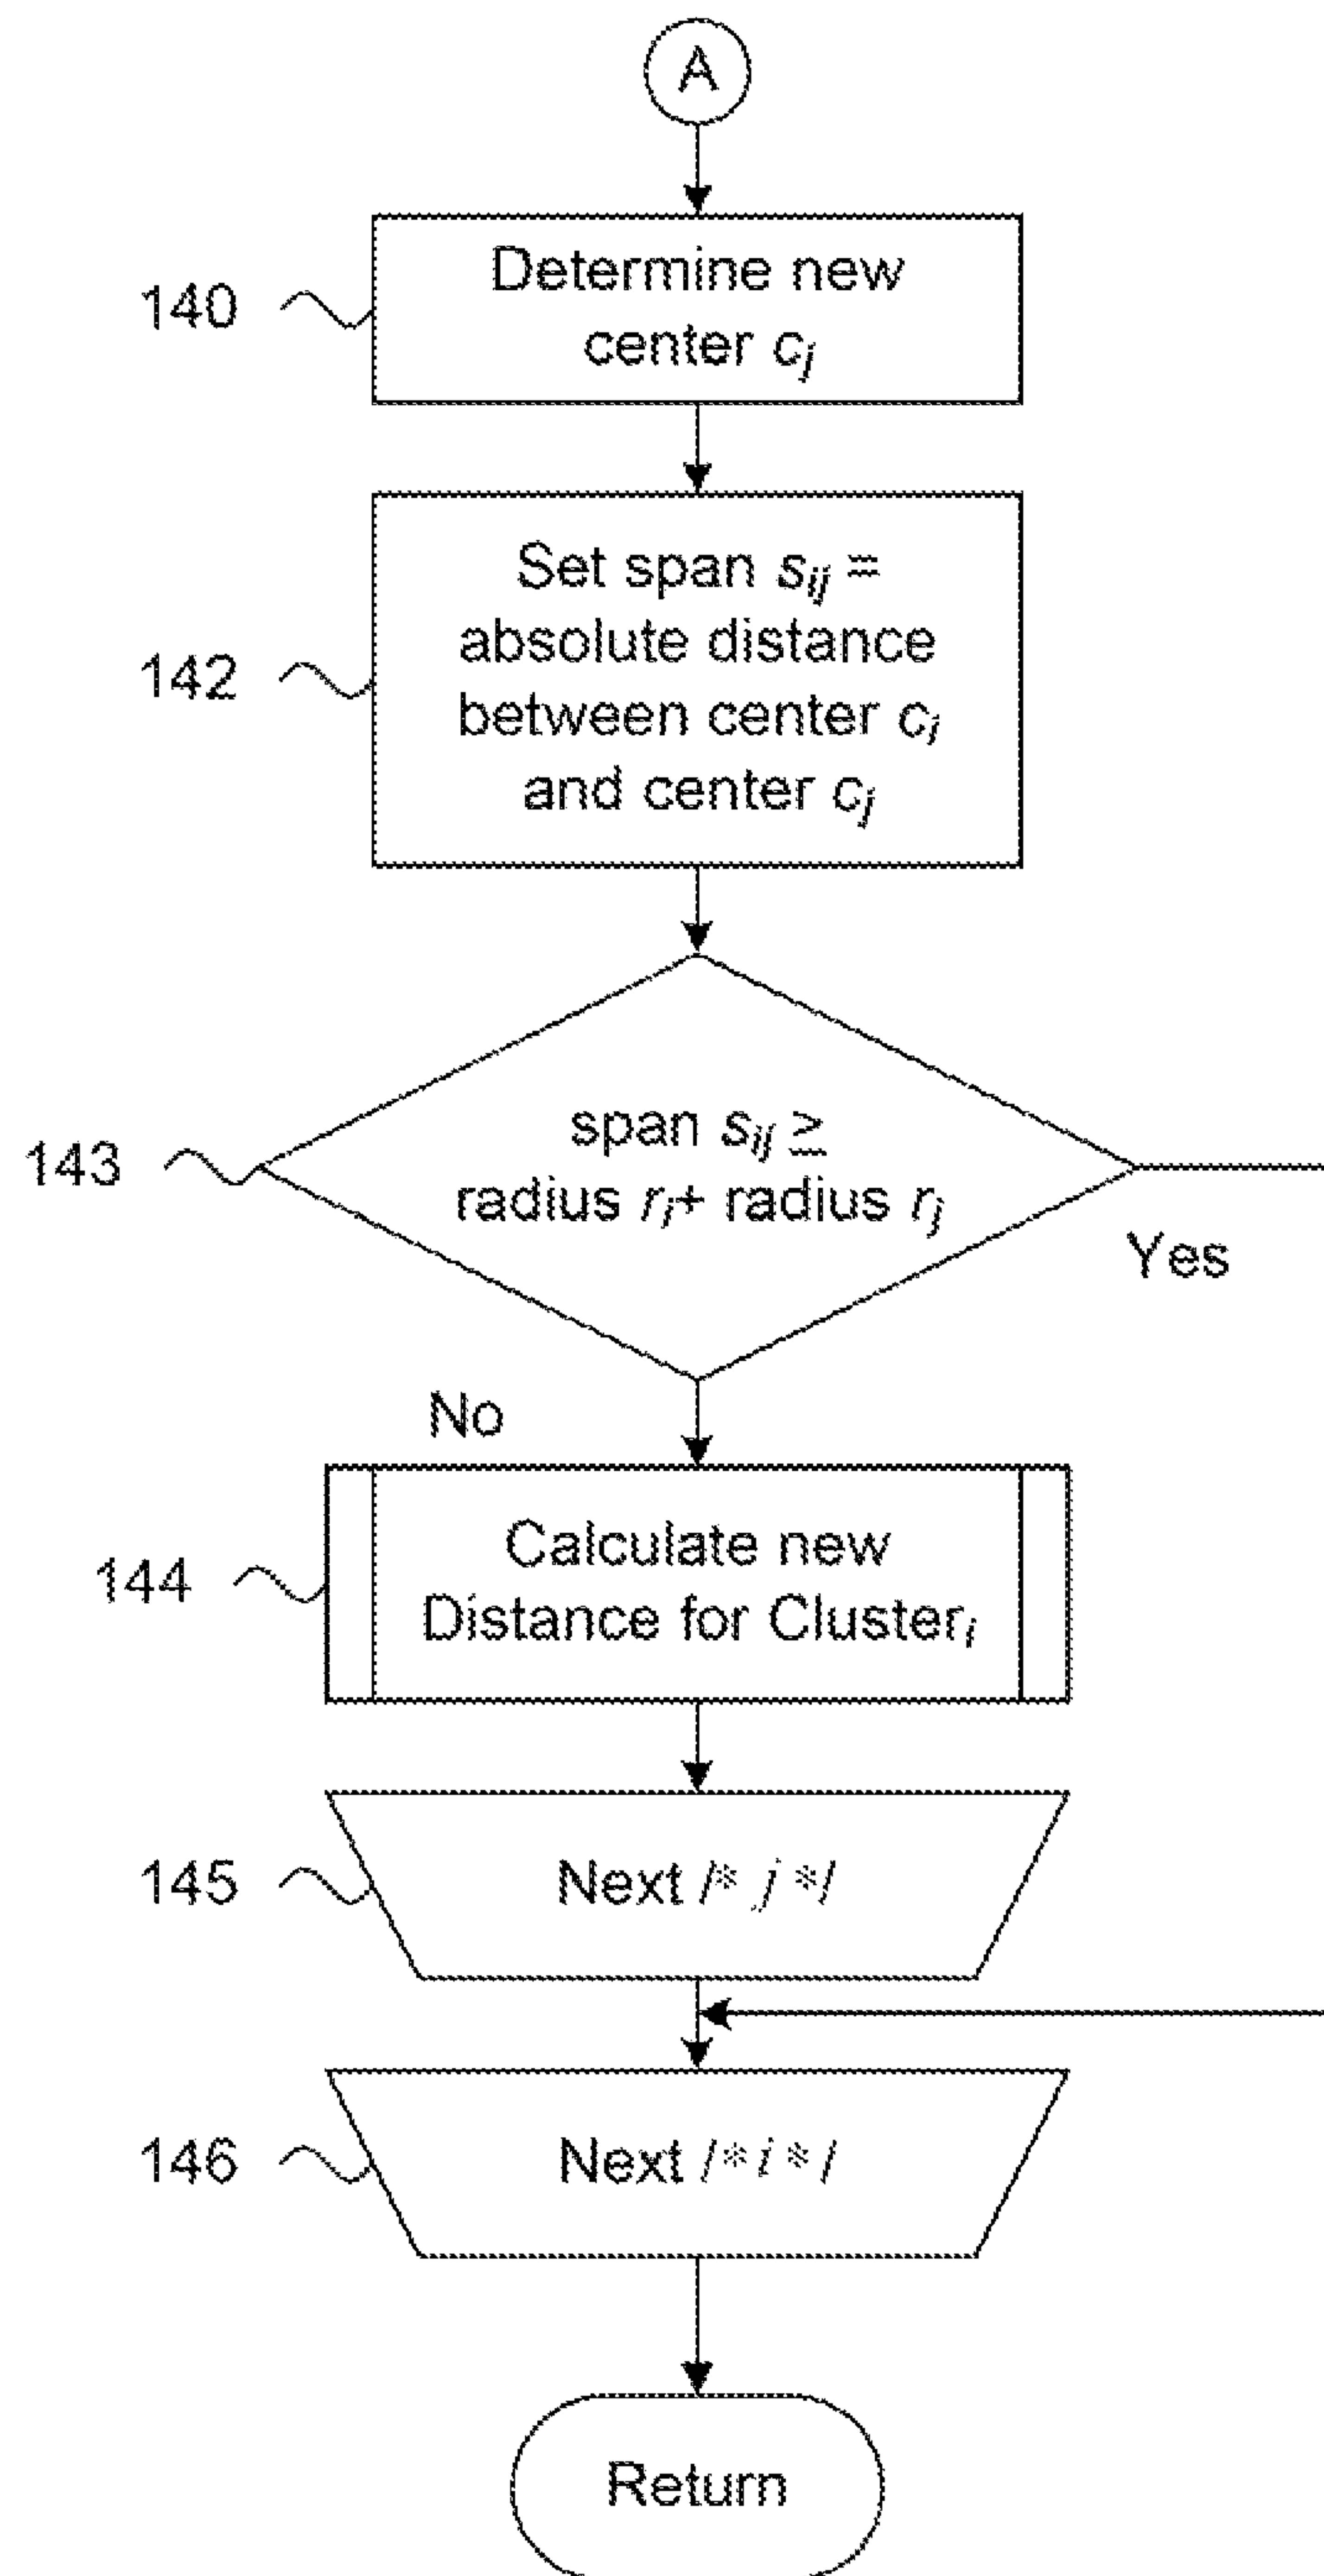 A
140
Determine new
center cj
142
Set span sij =
absolute distance
between center ci
and center cj
143
span sij ≥
radius ri+ radius rj
Yes
No
144
Calculate new
Distance for Clusteri
145
Next /* j */
146
Next /* i */
Return